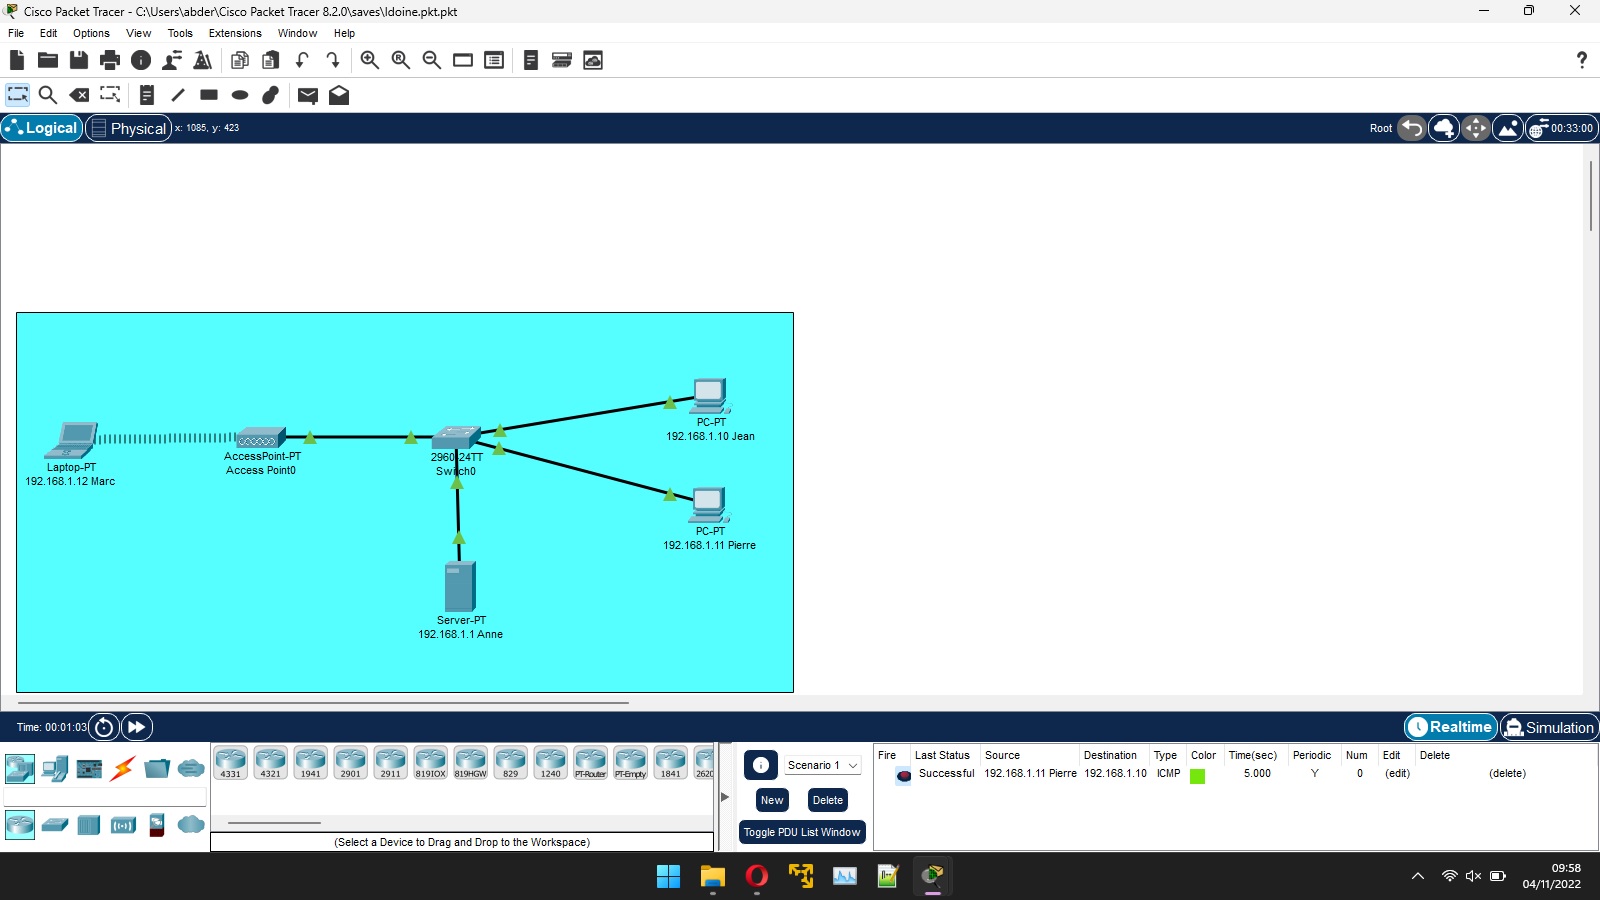 Cisco Packet Tracer - C:\Users\abder\Cisco Packet Tracer 8.2.0\saves\Idoine.pkt.pkt
File Edit Options View Tools Extensions Window Help
Logical Physical x: 1085, y: 423 Root 00:33:00
PC-PT
192.168.1.10 Jean
Laptop-PT
192.168.1.12 Marc
AccessPoint-PT
Access Point0
2960-24TT
Switch0
PC-PT
192.168.1.11 Pierre
Server-PT
192.168.1.1 Anne
Time: 00:01:03 Realtime Simulation
4331 4321 1941 2901 2911 819IOX 819HGW 829 1240 PT-Router PT-Empty 1841 2620
(Select a Device to Drag and Drop to the Workspace)
Scenario 1
New Delete
Toggle PDU List Window
Fire Last Status Source Destination Type Color Time(sec) Periodic Num Edit Delete
Successful 192.168.1.11 Pierre 192.168.1.10 ICMP 5.000 Y 0 (edit) (delete)
09:58
04/11/2022